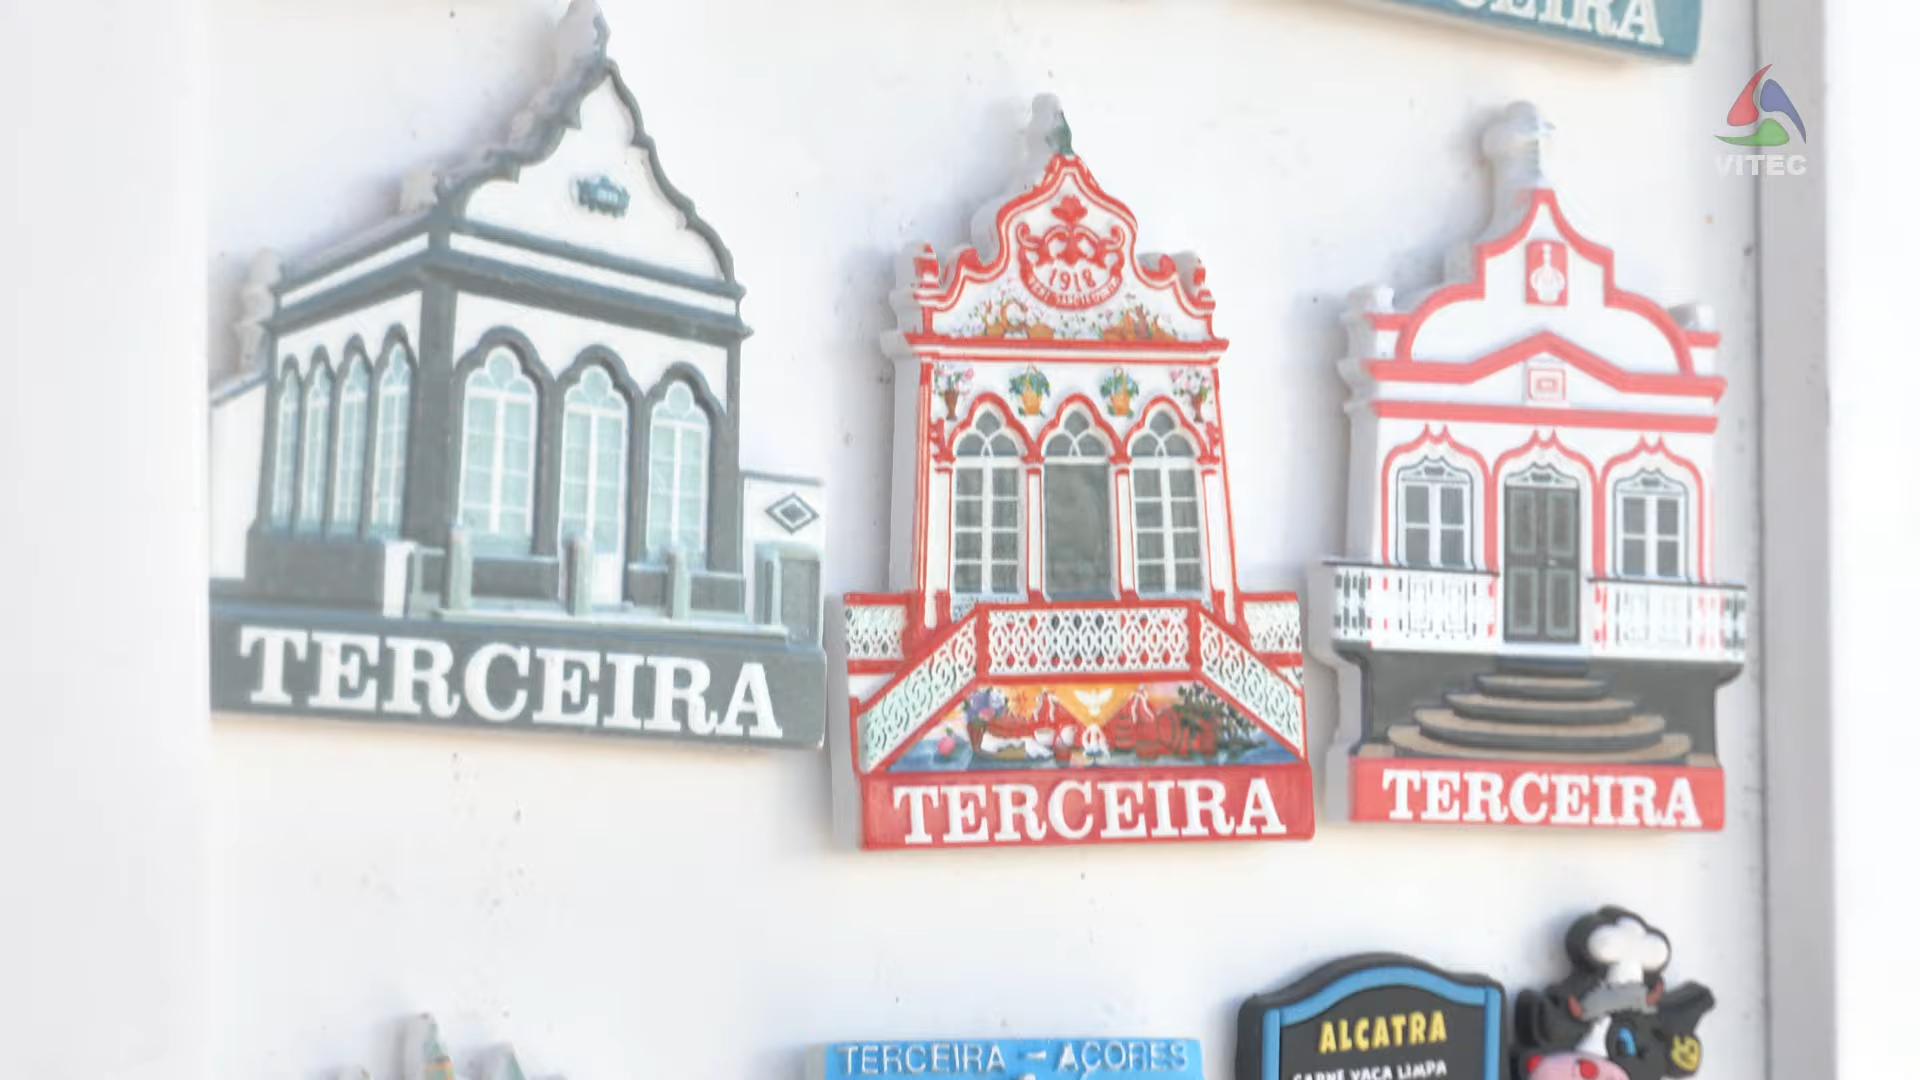 VITEC
1918
TERCEIRA
TERCEIRA
TERCEIRA
TERCEIRA - AÇORES
ALCATRA
CARNE VACA LIMPA